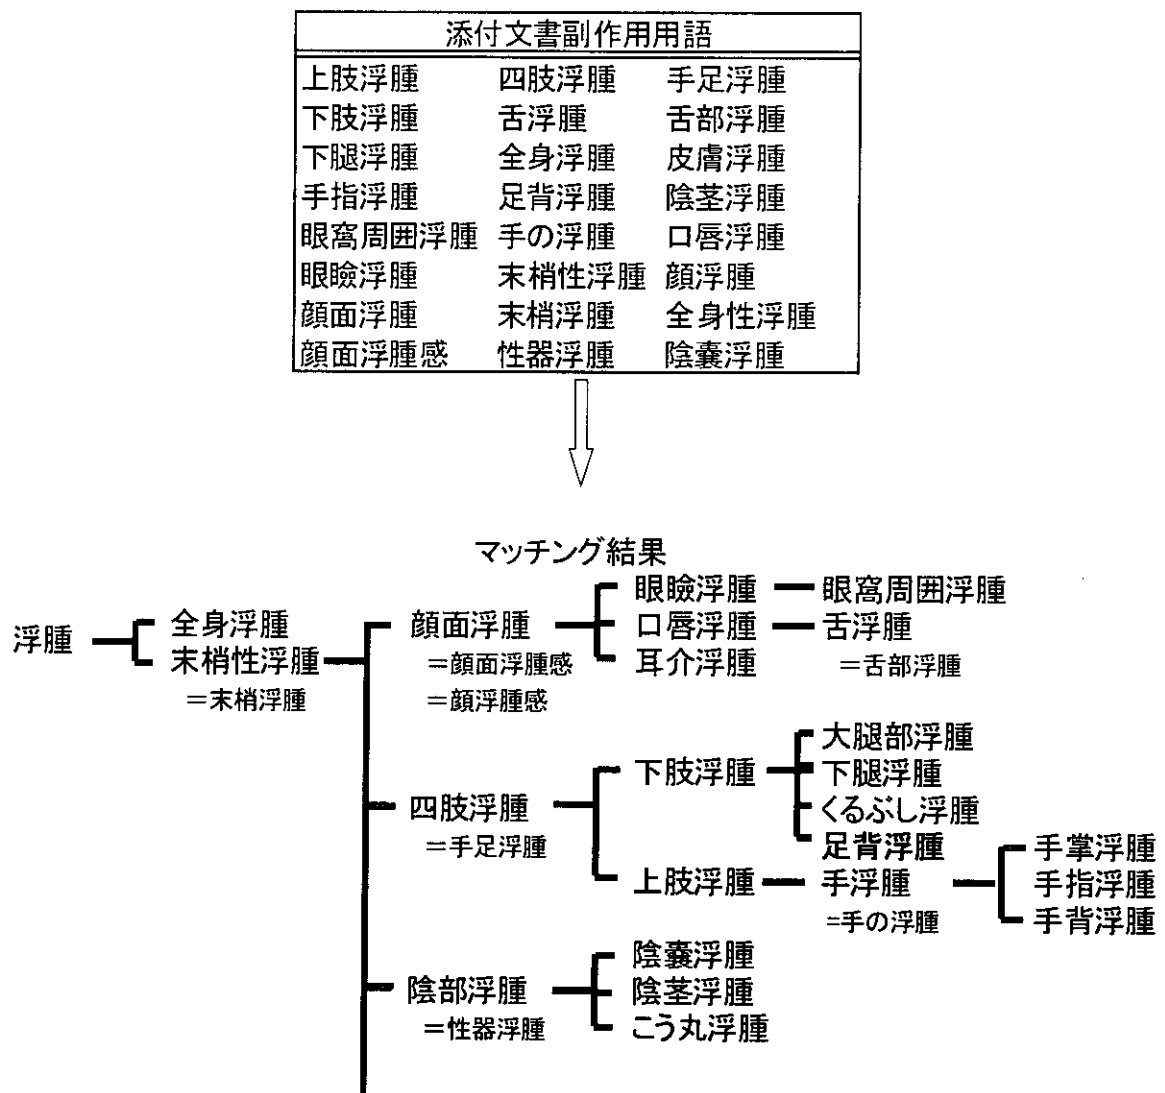 添付文書副作用用語
上肢浮腫 四肢浮腫 手足浮腫
下肢浮腫 舌浮腫 舌部浮腫
下腿浮腫 全身浮腫 皮膚浮腫
手指浮腫 足背浮腫 陰茎浮腫
眼窩周囲浮腫 手の浮腫 口唇浮腫
眼瞼浮腫 末梢性浮腫 顔浮腫
顔面浮腫 末梢浮腫 全身性浮腫
顔面浮腫感 性器浮腫 陰嚢浮腫
マッチング結果
浮腫
全身浮腫
末梢性浮腫
＝末梢浮腫
顔面浮腫
＝顔面浮腫感
＝顔浮腫感
眼瞼浮腫 眼窩周囲浮腫
口唇浮腫 舌浮腫
耳介浮腫 ＝舌部浮腫
四肢浮腫
＝手足浮腫
下肢浮腫
大腿部浮腫
下腿浮腫
くるぶし浮腫
足背浮腫
上肢浮腫 手浮腫
=手の浮腫
手掌浮腫
手指浮腫
手背浮腫
陰部浮腫
＝性器浮腫
陰嚢浮腫
陰茎浮腫
こう丸浮腫